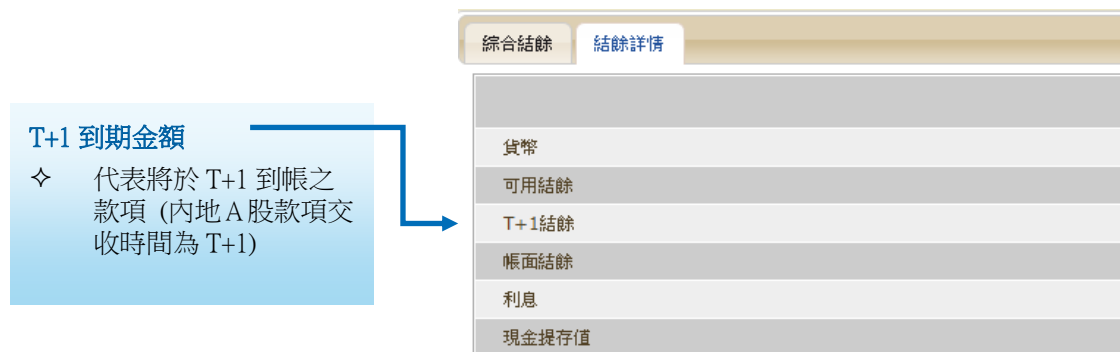 綜合結餘 結餘詳情
T+1 到期金額
✧ 代表將於 T+1 到帳之
款項 (內地A股款項交
收時間為 T+1)
貨幣
可用結餘
T+1結餘
帳面結餘
利息
現金提存值